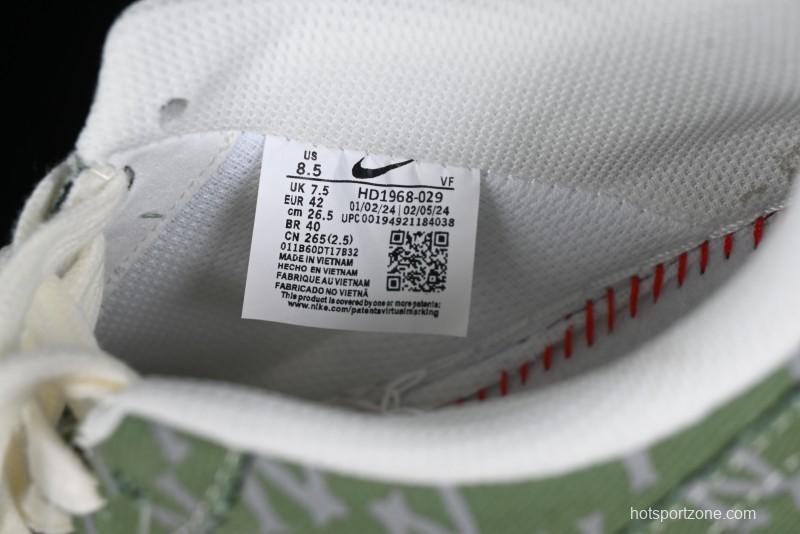 US
8.5
VF
UK 7.5
HD1968-029
EUR 42
01/02/24 | 02/05/24
cm 26.5
UPC00194921184038
BR 40
CN 265(2.5)
011B60DT17B32
MADE IN VIETNAM
HECHO EN VIETNAM
FABRIQUE AU VIETNAM
FABRICADO NO VIETNÃ
This product is covered by one or more patents:
www.nike.com/patentsvirtualmarking
hotsportzone.com/